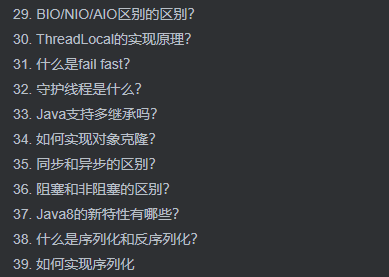 29. BIO/NIO/AIO区别的区别?
30. ThreadLocal的实现原理?
31. 什么是fail fast?
32. 守护线程是什么?
33. Java支持多继承吗?
34. 如何实现对象克隆?
35. 同步和异步的区别?
36. 阻塞和非阻塞的区别?
37. Java8的新特性有哪些?
38. 什么是序列化和反序列化?
39. 如何实现序列化